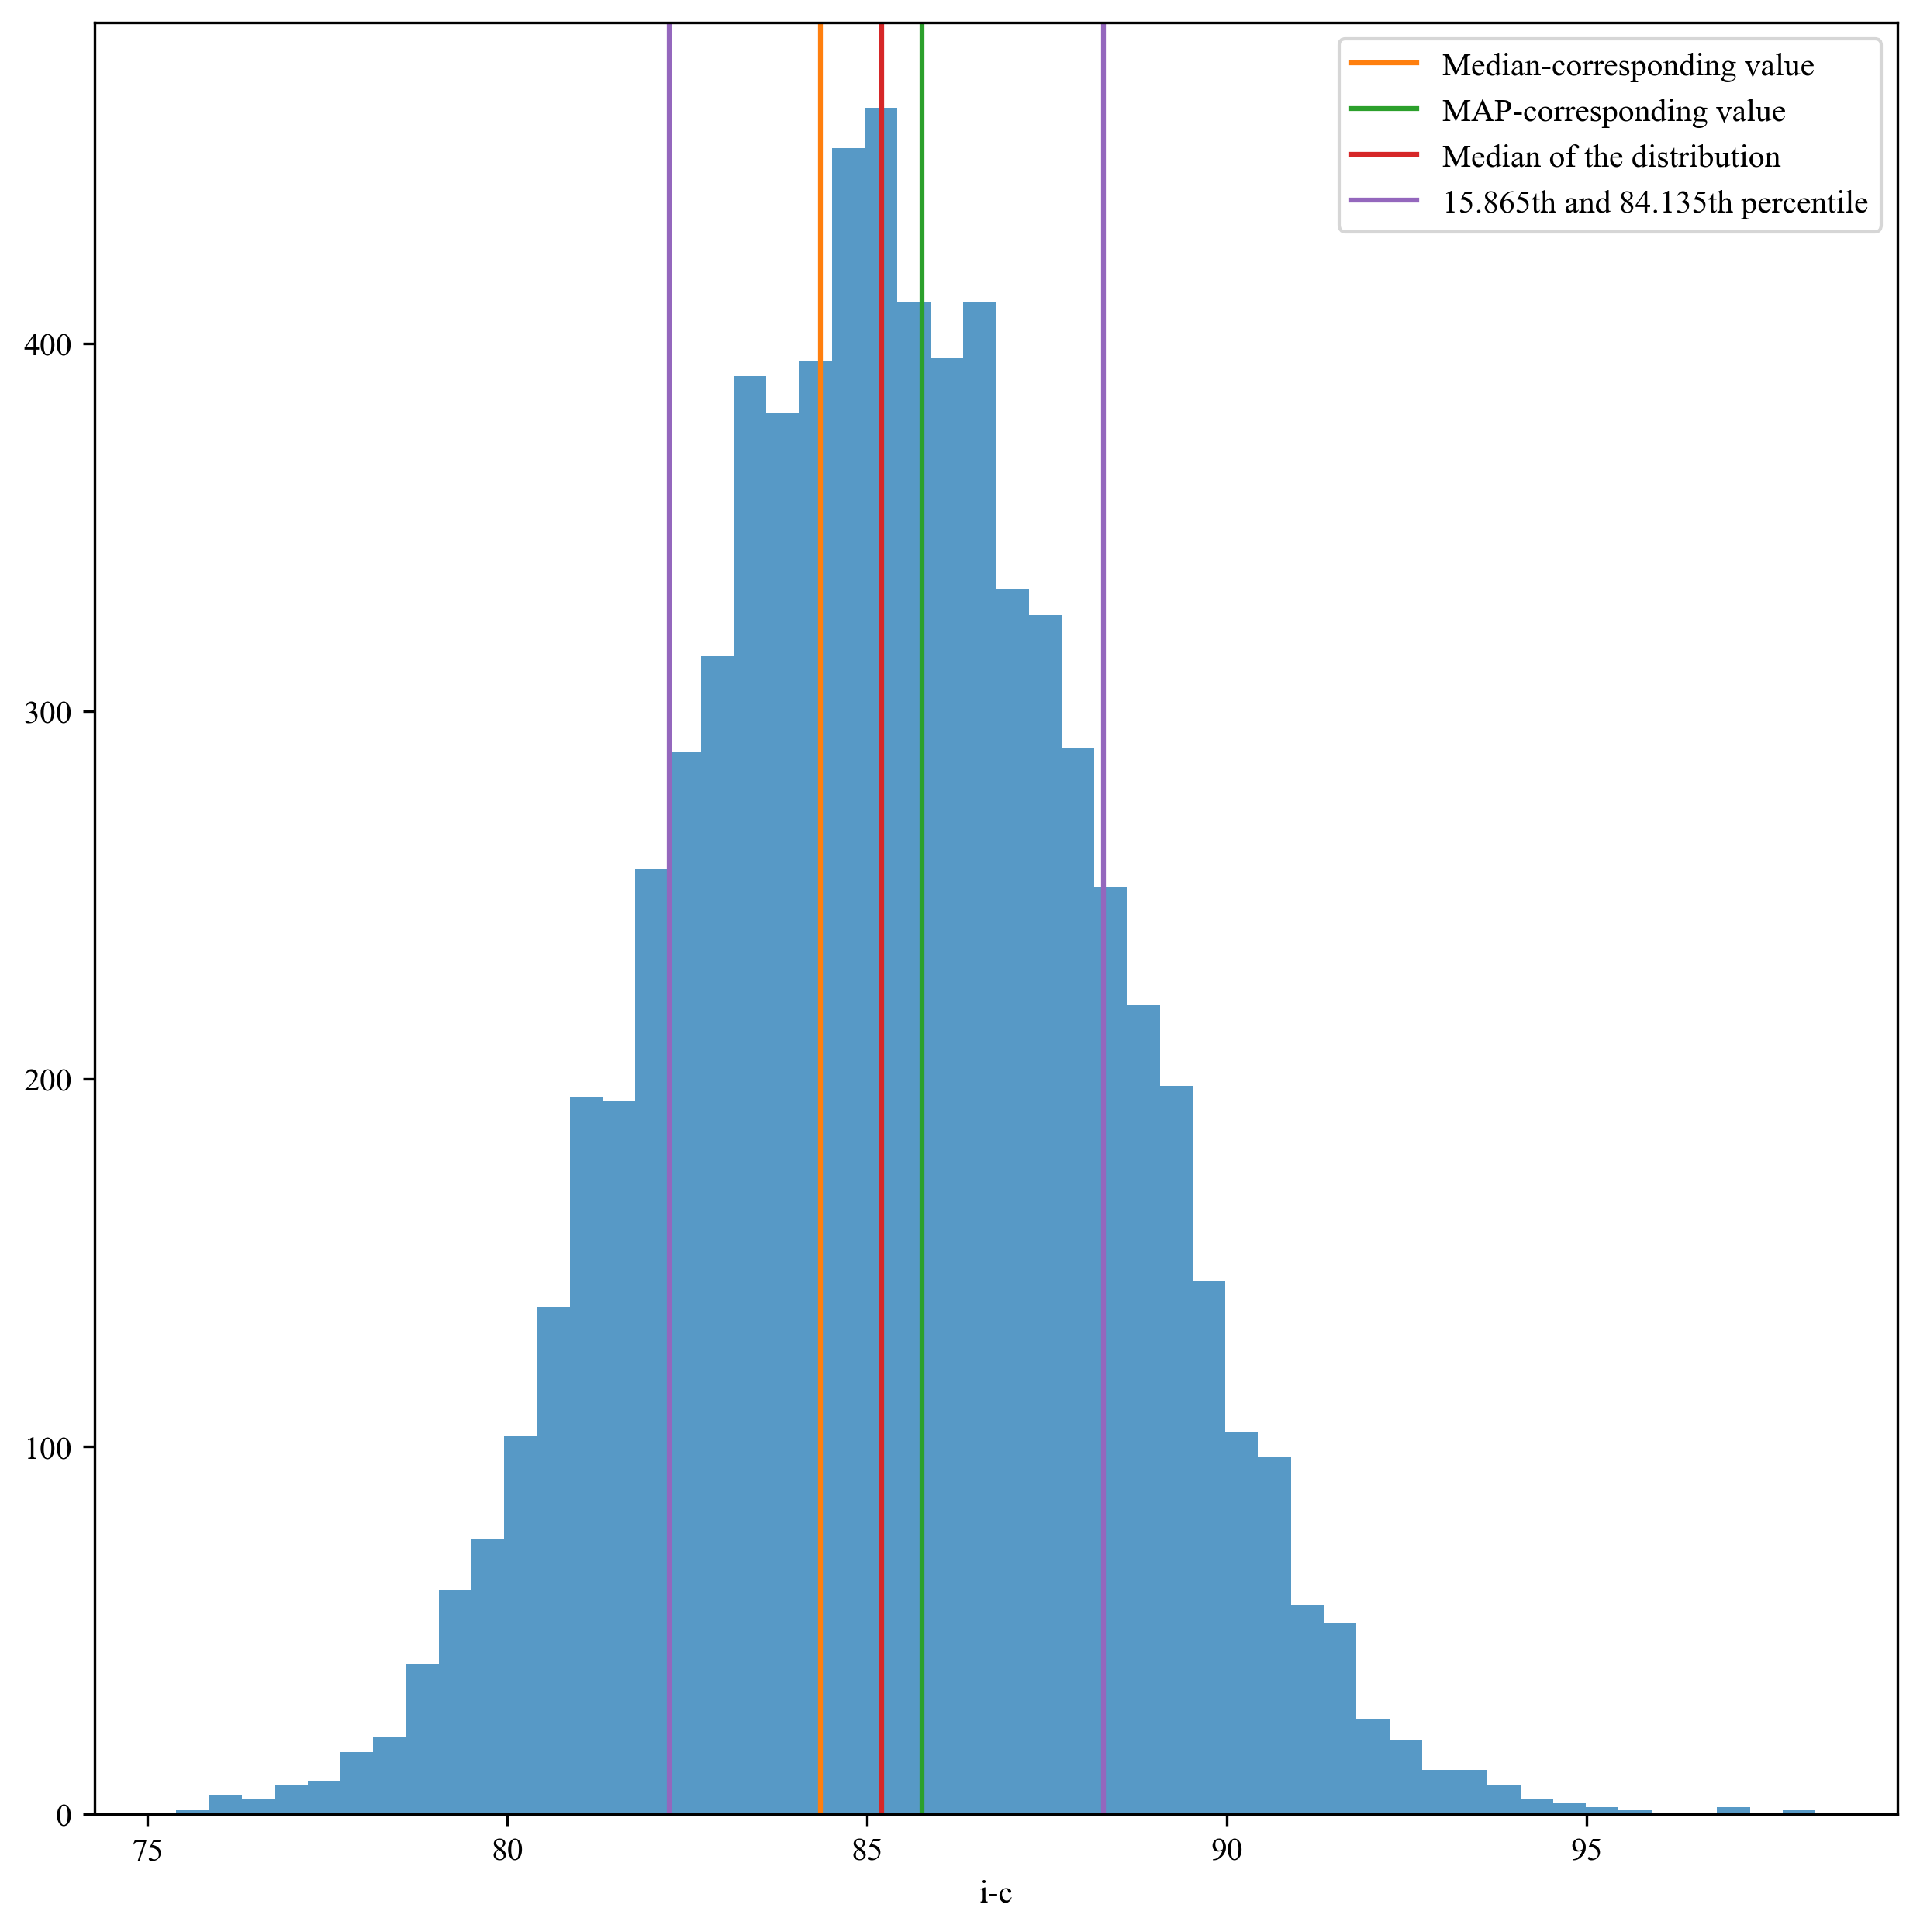 Median-corresponding value
MAP-corresponding value
Median of the distribution
15.865th and 84.135th percentile
400
300
200
100
0
75 80 85 90 95
i-c